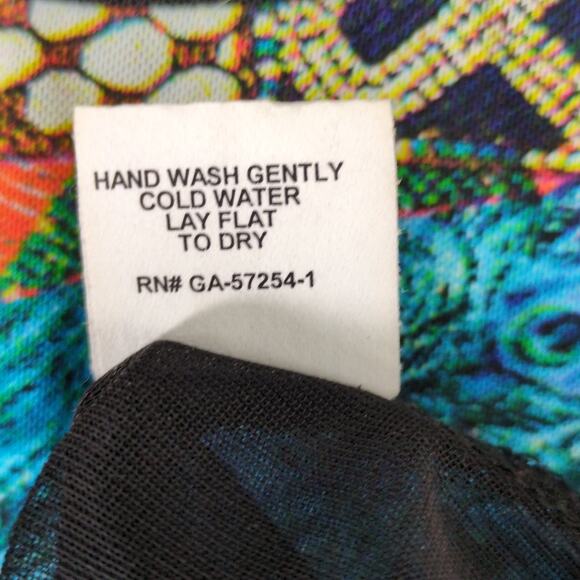 HAND WASH GENTLY
COLD WATER
LAY FLAT
TO DRY
RN# GA-57254-1